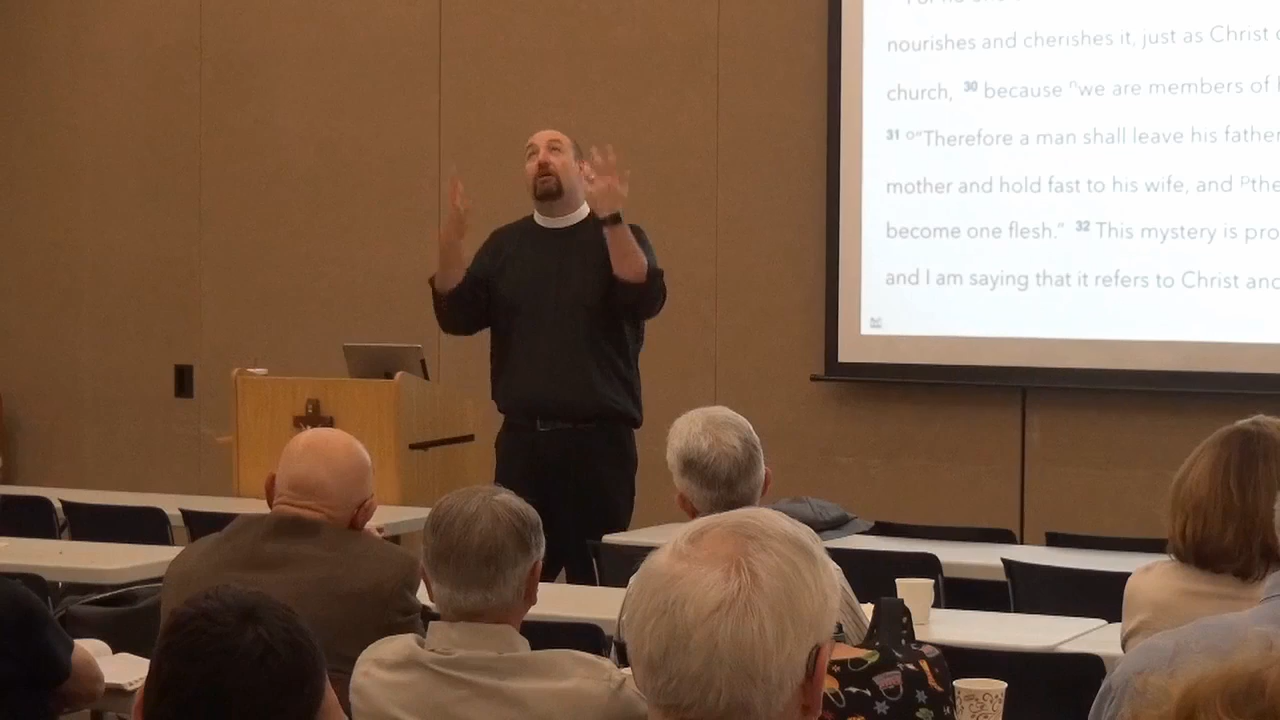 nourishes and cherishes it, just as Christ
church, 30 because n"we are members of
31 o"Therefore a man shall leave his father
mother and hold fast to his wife, and p the
become one flesh." 32 This mystery is pro
and I am saying that it refers to Christ and